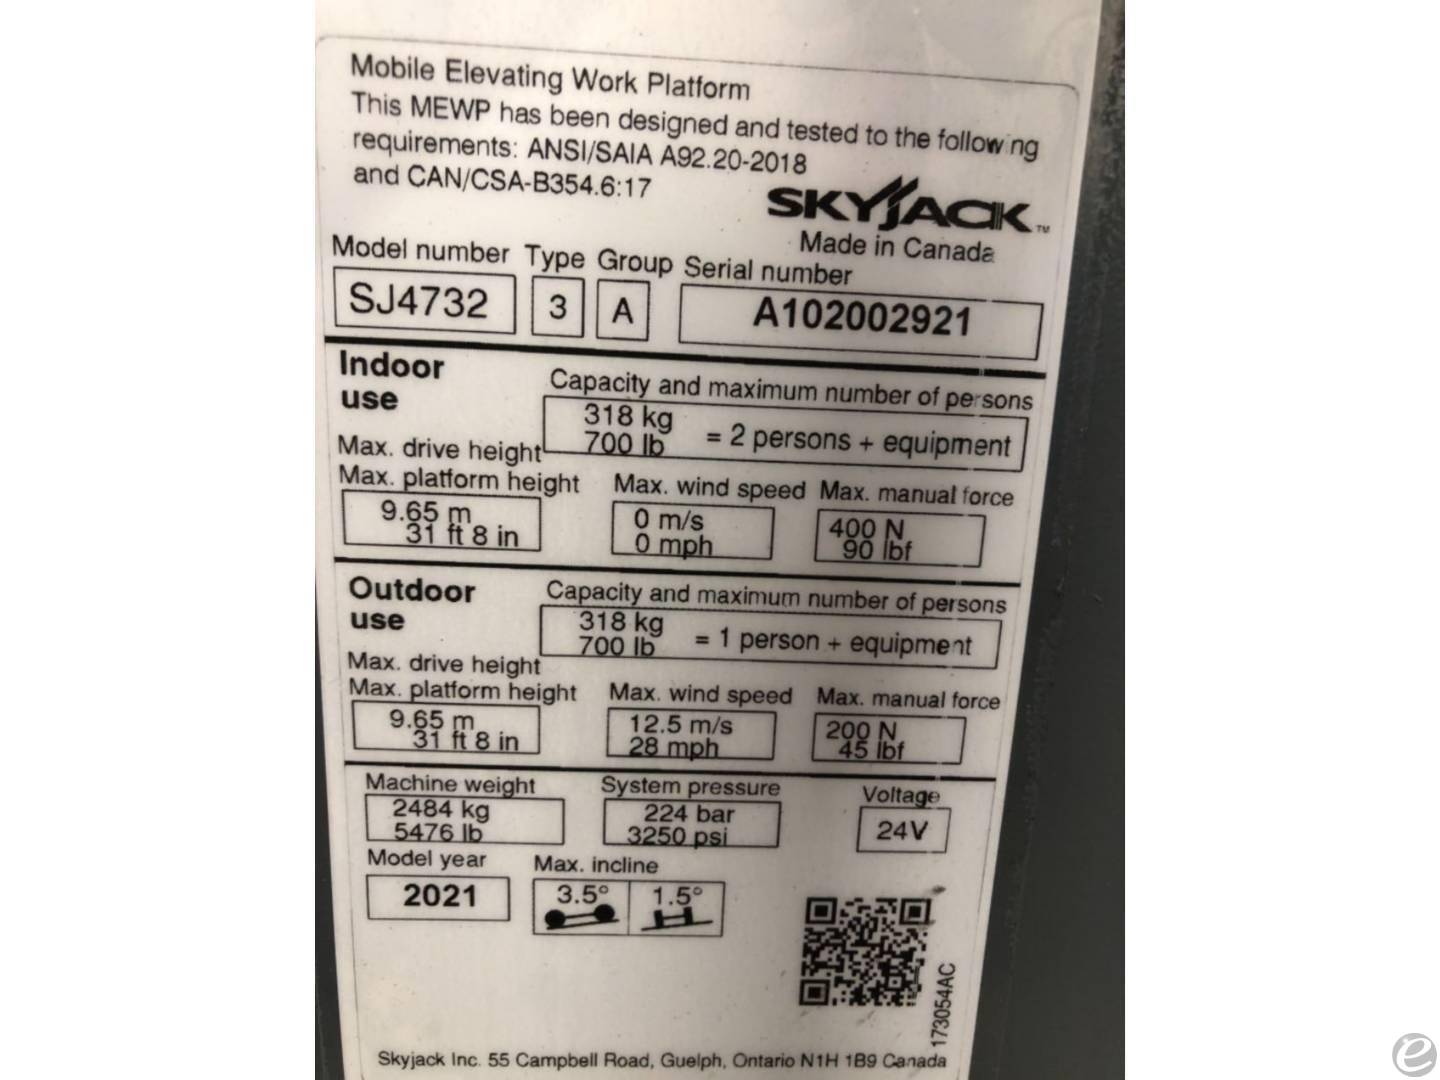 Mobile Elevating Work Platform
This MEWP has been designed and tested to the following
requirements: ANSI/SAIA A92.20-2018
and CAN/CSA-B354.6:17
SKYJACK™
Made in Canada
Model number Type Group Serial number
SJ4732 3 A A102002921
Indoor
use
Capacity and maximum number of persons
318 kg
700 lb = 2 persons + equipment
Max. drive height
Max. platform height Max. wind speed Max. manual force
9.65 m 0 m/s 400 N
31 ft 8 in 0 mph 90 lbf
Outdoor
use
Capacity and maximum number of persons
318 kg
700 lb = 1 person + equipment
Max. drive height
Max. platform height Max. wind speed Max. manual force
9.65 m 12.5 m/s 200 N
31 ft 8 in 28 mph 45 lbf
Machine weight System pressure Voltage
2484 kg 224 bar 24V
5476 lb 3250 psi
Model year Max. incline
2021 3.5° 1.5°
173054AC
Skyjack Inc. 55 Campbell Road, Guelph, Ontario N1H 1B9 Canada
e